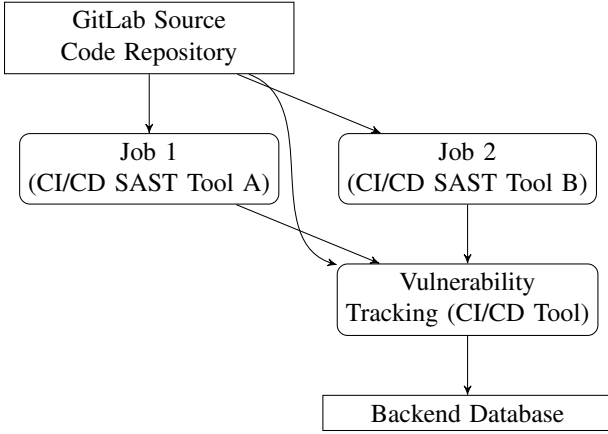 GitLab Source
Code Repository
Job 1
(CI/CD SAST Tool A)
Job 2
(CI/CD SAST Tool B)
Vulnerability
Tracking (CI/CD Tool)
Backend Database